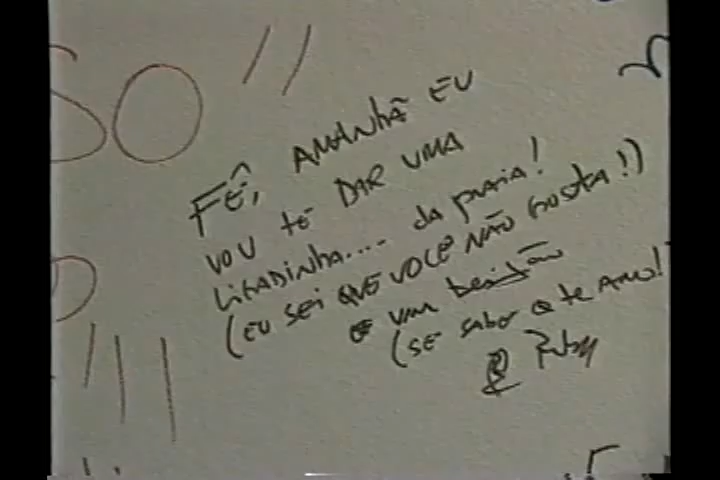 SO"
FÊ, AMANHÃ EU
VOU TE DAR UMA
LIGADINHA.... da praia!
(EU SEI QUE VOCÊ NÃO GOSTA!)
e um beijão
(SE sabe Q te AMO!
!!!